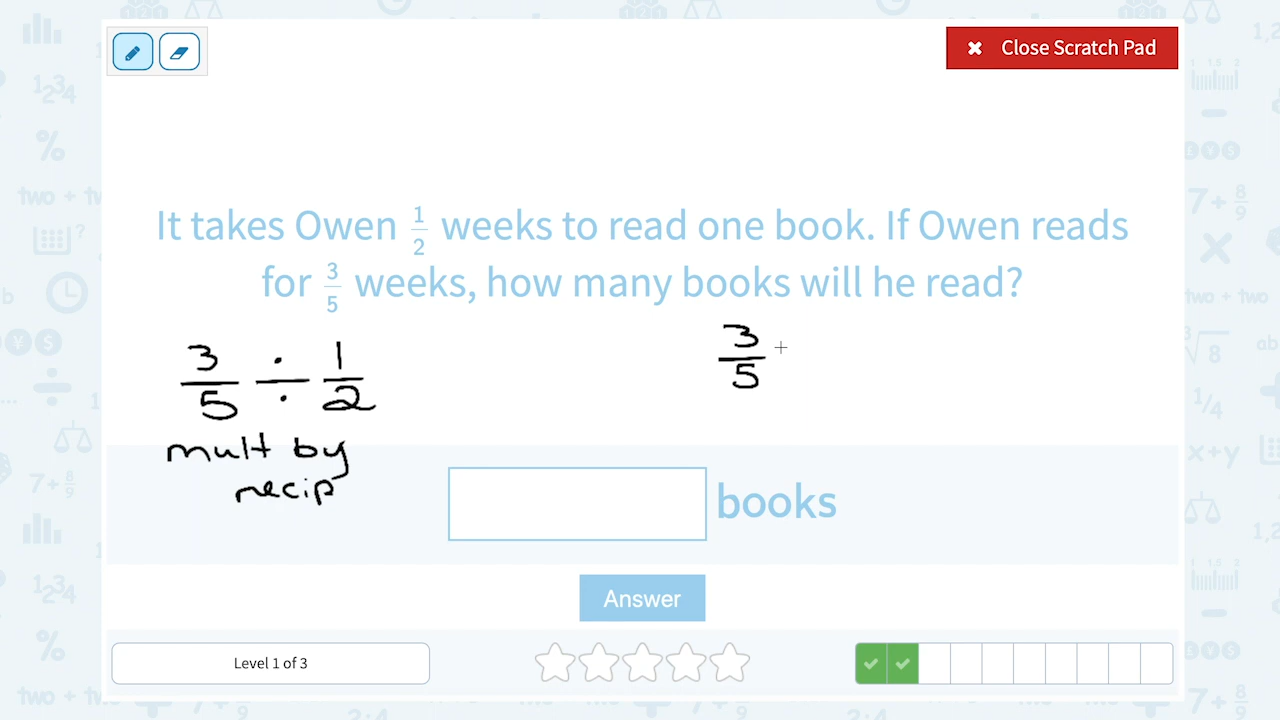 ✖ Close Scratch Pad
It takes Owen 1/2 weeks to read one book. If Owen reads
for 3/5 weeks, how many books will he read?
3/5 ÷ 1/2
mult by
recip
3/5
books
Answer
Level 1 of 3